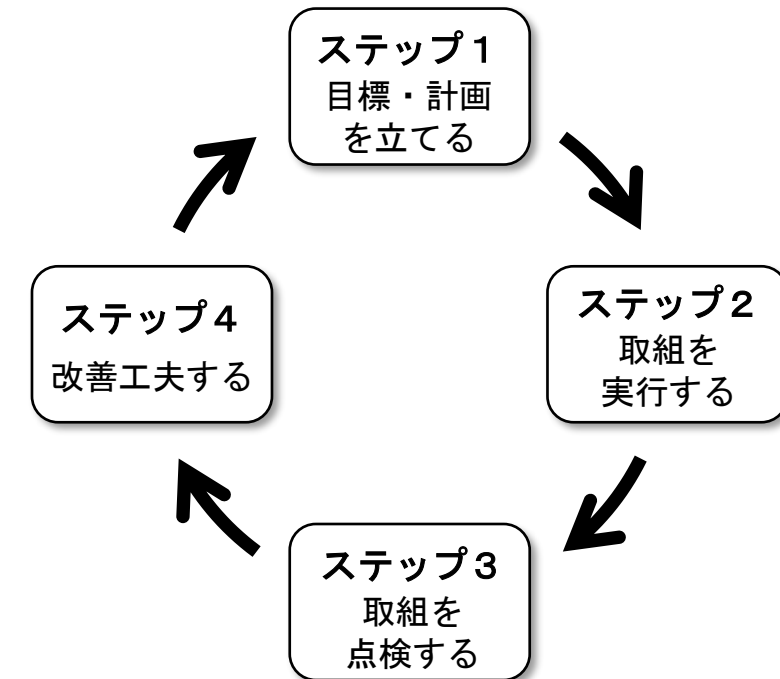 ステップ１
目標・計画
を立てる
ステップ２
取組を
実行する
ステップ３
取組を
点検する
ステップ４
改善工夫する